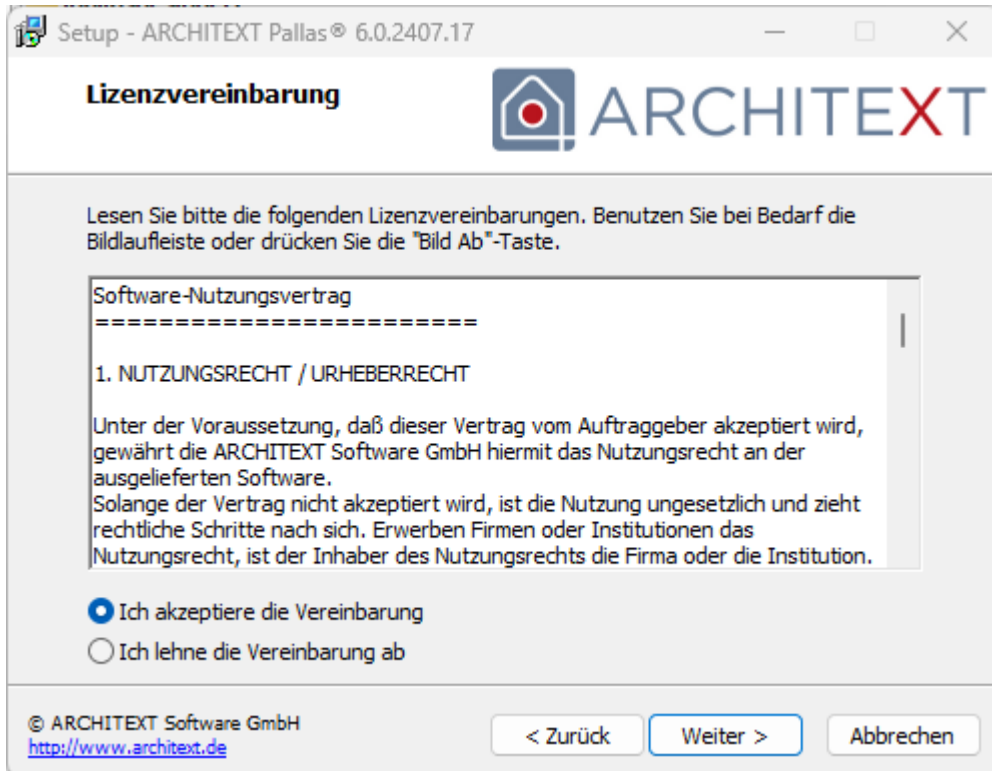 Setup - ARCHITEXT Pallas® 6.0.2407.17
Lizenzvereinbarung
ARCHITEXT
Lesen Sie bitte die folgenden Lizenzvereinbarungen. Benutzen Sie bei Bedarf die
Bildlaufleiste oder drücken Sie die "Bild Ab"-Taste.
Software-Nutzungsvertrag
========================
1. NUTZUNGSRECHT / URHEBERRECHT
Unter der Voraussetzung, daß dieser Vertrag vom Auftraggeber akzeptiert wird,
gewährt die ARCHITEXT Software GmbH hiermit das Nutzungsrecht an der
ausgelieferten Software.
Solange der Vertrag nicht akzeptiert wird, ist die Nutzung ungesetzlich und zieht
rechtliche Schritte nach sich. Erwerben Firmen oder Institutionen das
Nutzungsrecht, ist der Inhaber des Nutzungsrechts die Firma oder die Institution.
Ich akzeptiere die Vereinbarung
Ich lehne die Vereinbarung ab
© ARCHITEXT Software GmbH
http://www.architext.de
< Zurück
Weiter >
Abbrechen